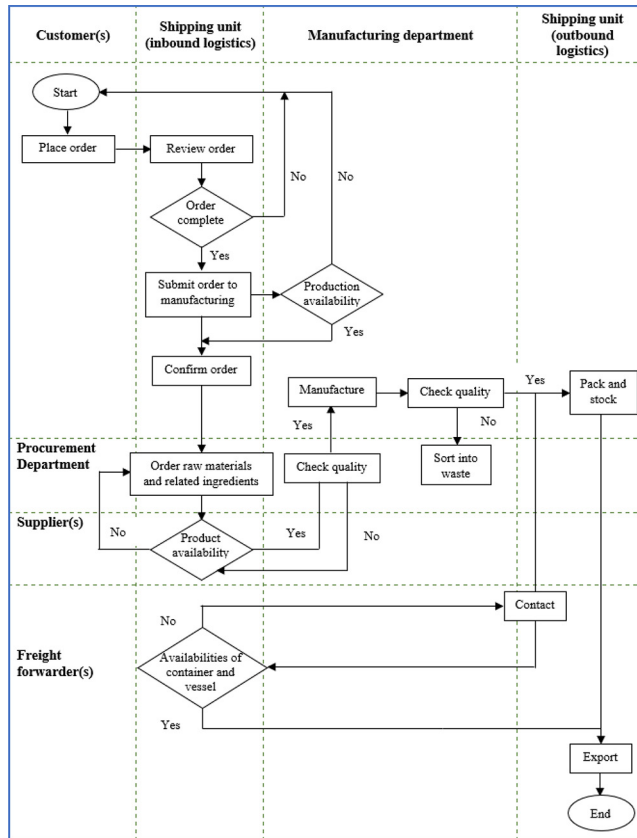 Customer(s)
Shipping unit
(inbound logistics)
Manufacturing department
Shipping unit
(outbound
logistics)
Start
Place order
Review order
No
No
Order
complete
Yes
Submit order to
manufacturing
Production
availability
Yes
Confirm order
Manufacture
Check quality
Yes
Pack and
stock
Yes
No
Procurement
Department
Order raw materials
and related ingredients
Check quality
Sort into
waste
Supplier(s)
No
Product
availability
Yes
No
Contact
No
Freight
forwarder(s)
Availabilities of
container and
vessel
Yes
Export
End